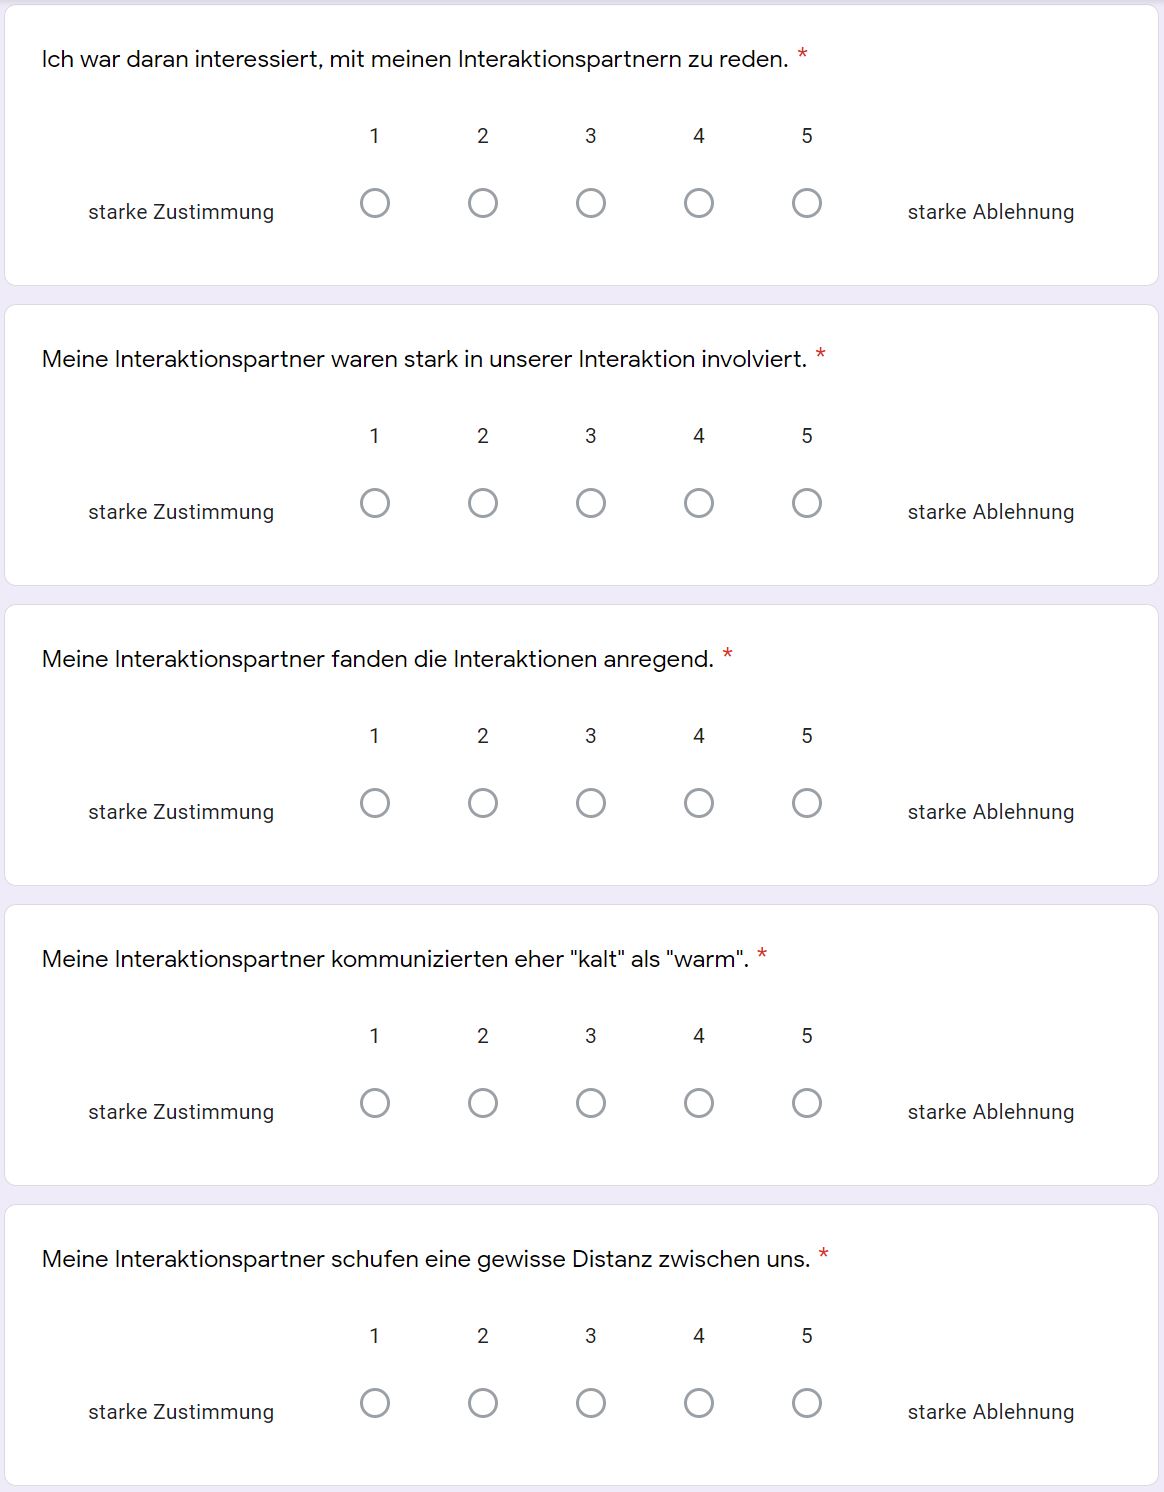 Ich war daran interessiert, mit meinen Interaktionspartnern zu reden. *
1 2 3 4 5
starke Zustimmung starke Ablehnung
Meine Interaktionspartner waren stark in unserer Interaktion involviert. *
1 2 3 4 5
starke Zustimmung starke Ablehnung
Meine Interaktionspartner fanden die Interaktionen anregend. *
1 2 3 4 5
starke Zustimmung starke Ablehnung
Meine Interaktionspartner kommunizierten eher "kalt" als "warm". *
1 2 3 4 5
starke Zustimmung starke Ablehnung
Meine Interaktionspartner schufen eine gewisse Distanz zwischen uns. *
1 2 3 4 5
starke Zustimmung starke Ablehnung